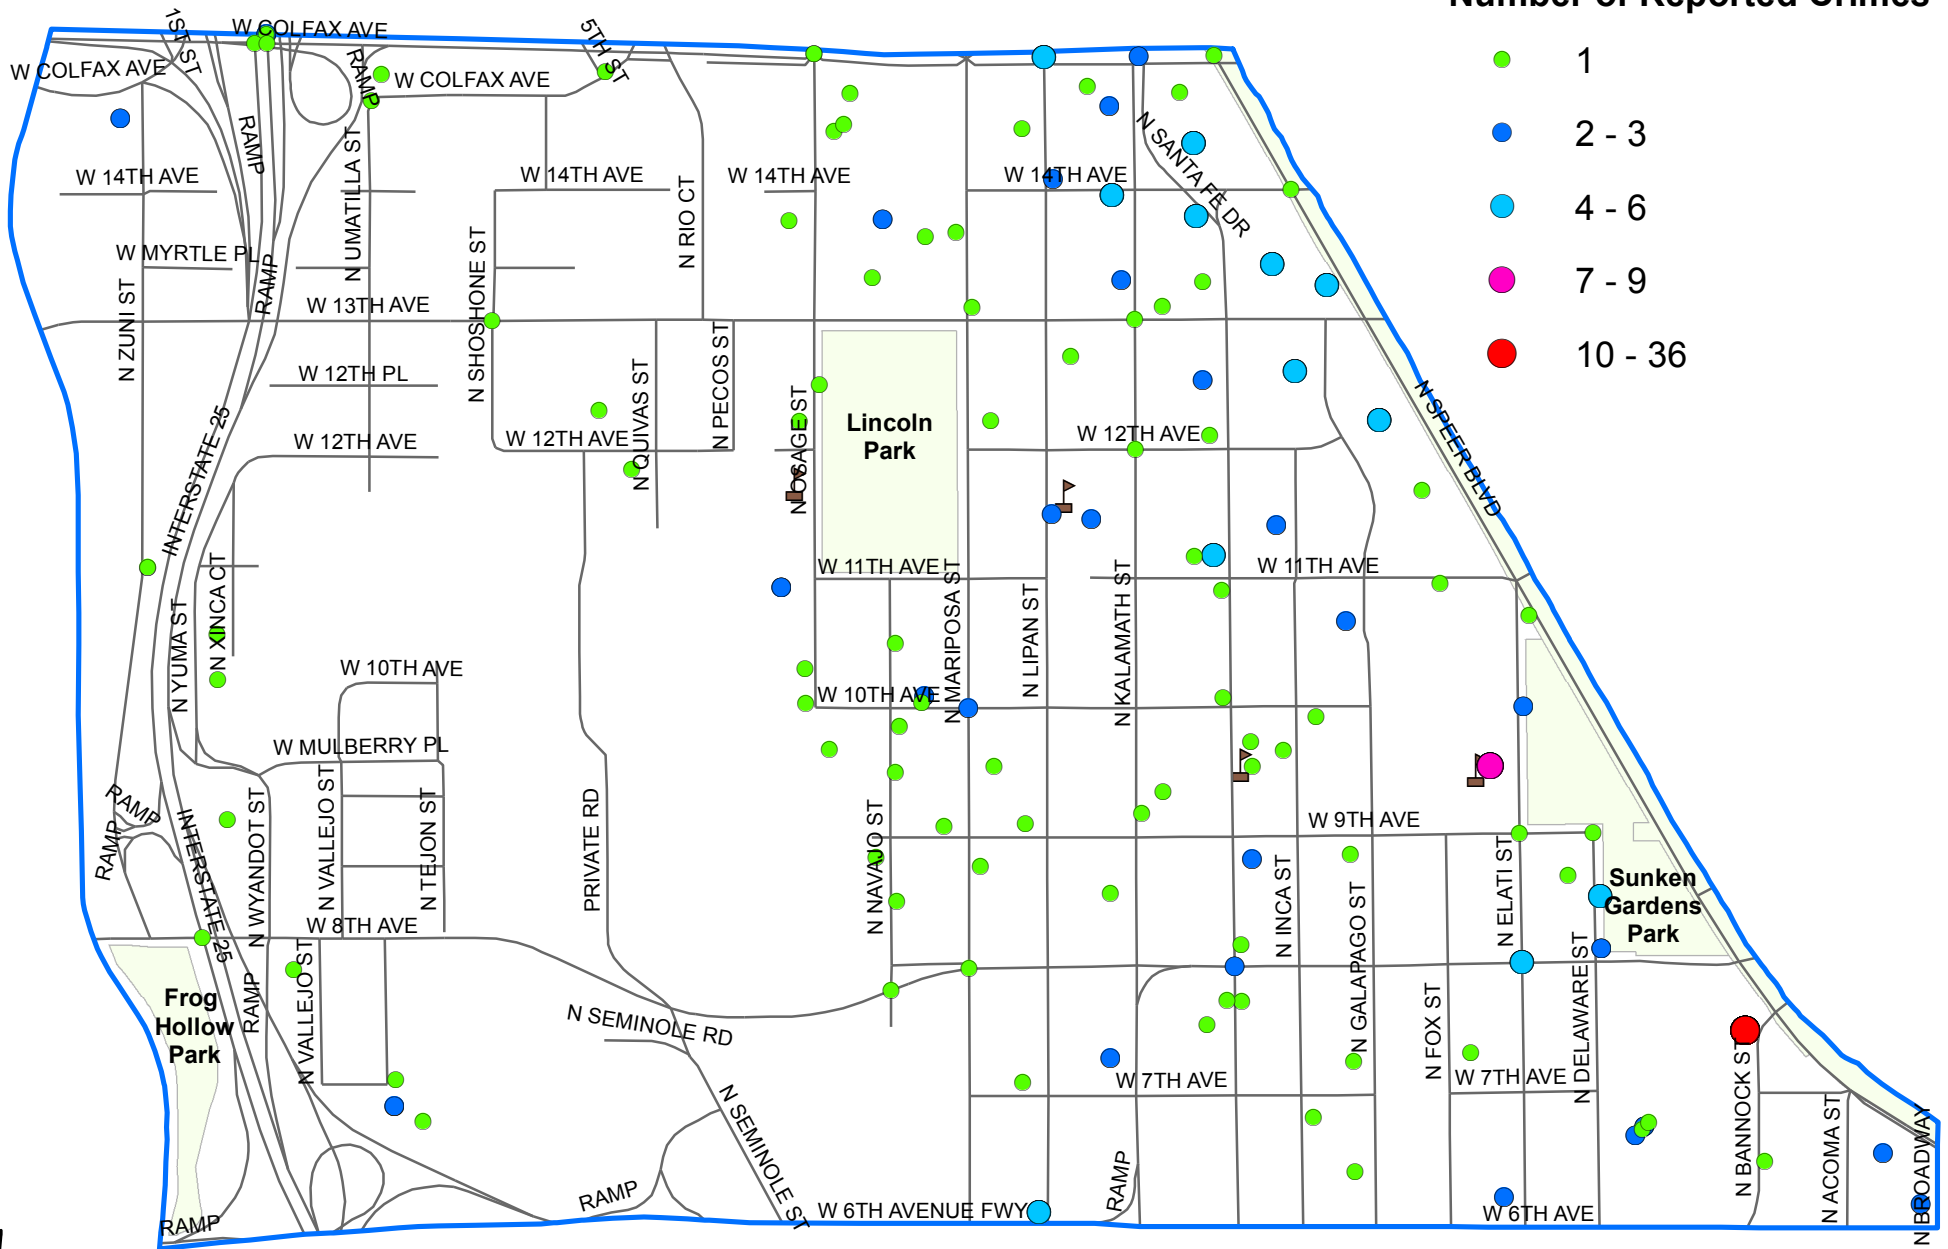 Number of Reported Crimes
1
2 - 3
4 - 6
7 - 9
10 - 36
1ST ST
W COLFAX AVE
RAMP
5TH ST
W COLFAX AVE
W COLFAX AVE
RAMP
N SANTA FE DR
W 14TH AVE
N UMATILLA ST
W 14TH AVE
N RIO CT
W 14TH AVE
W 14TH AVE
W MYRTLE PL
RAMP
N SHOSHONE ST
N ZUNI ST
W 13TH AVE
W 12TH PL
N QUIVAS ST
N PECOS ST
N OSAGE ST
Lincoln
Park
N SPEER BLVD
INTERSTATE 25
W 12TH AVE
W 12TH AVE
W 12TH AVE
N XINCA CT
N YUMA ST
W 11TH AVE
N MARIPOSA ST
N LIPAN ST
N KALAMATH ST
W 11TH AVE
W 10TH AVE
W 10TH AVE
W MULBERRY PL
RAMP
RAMP
INTERSTATE 25
N WYANDOT ST
N VALLEJO ST
N TEJON ST
PRIVATE RD
N NAVAJO ST
W 9TH AVE
N INCA ST
N GALAPAGO ST
N ELATI ST
Sunken
Gardens
Park
W 8TH AVE
N VALLEJO ST
RAMP
Frog
Hollow
Park
N SEMINOLE RD
N FOX ST
N DELAWARE ST
W 7TH AVE
W 7TH AVE
N BANNOCK ST
N ACOMA ST
N BROADWAY
N SEMINOLE ST
RAMP
RAMP
RAMP
W 6TH AVENUE FWY
W 6TH AVE